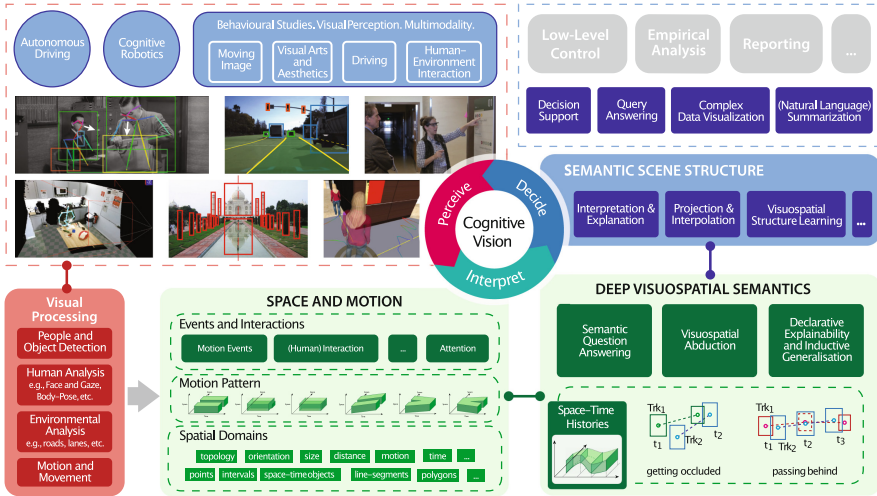 Autonomous
Driving
Cognitive
Robotics
Behavioural Studies. Visual Perception. Multimodality.
Moving
Image
Visual Arts
and
Aesthetics
Driving
Human–
Environment
Interaction
Low-Level
Control
Empirical
Analysis
Reporting
...
Decision
Support
Query
Answering
Complex
Data Visualization
(Natural Language)
Summarization
Perceive
Decide
Interpret
Cognitive
Vision
SEMANTIC SCENE STRUCTURE
Interpretation &
Explanation
Projection &
Interpolation
Visuospatial
Structure Learning
...
Visual
Processing
People and
Object Detection
Human Analysis
e.g., Face and Gaze,
Body-Pose, etc.
Environmental
Analysis
e.g., roads, lanes, etc.
Motion and
Movement
SPACE AND MOTION
Events and Interactions
Motion Events
(Human) Interaction
...
Attention
Motion Pattern
Spatial Domains
topology
orientation
size
distance
motion
time
...
points
intervals
space-time objects
line-segments
polygons
...
DEEP VISUOSPATIAL SEMANTICS
Semantic
Question
Answering
Visuospatial
Abduction
Declarative
Explainability
and Inductive
Generalisation
Space–Time
Histories
Trk1
t1
Trk2
t2
getting occluded
Trk1
t1
Trk2
t2
t3
passing behind